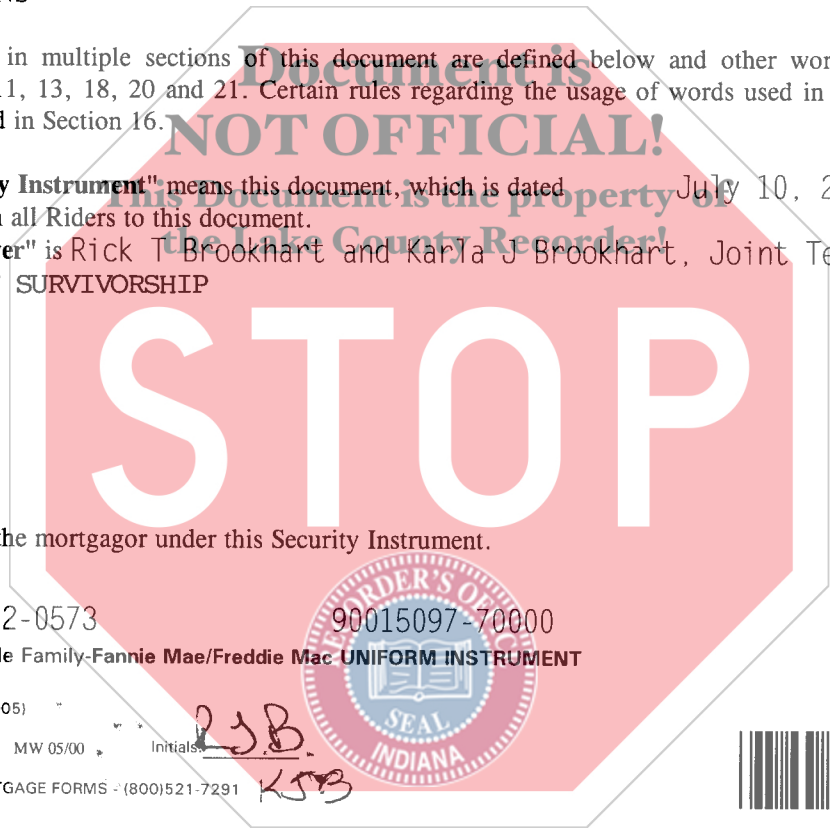 in multiple sections of this document are defined below and other wor
11, 13, 18, 20 and 21. Certain rules regarding the usage of words used in
d in Section 16.
Document is
NOT OFFICIAL!
This Document is the property of
the Lake County Recorder!
y Instrument" means this document, which is dated July 10, 2
all Riders to this document.
er" is Rick T Brookhart and Karla J Brookhart, Joint Te
SURVIVORSHIP
STOP
the mortgagor under this Security Instrument.
2-0573 90015097-70000
le Family-Fannie Mae/Freddie Mac UNIFORM INSTRUMENT
05)
MW 05/00 Initials: RJB.
TGAGE FORMS - (800)521-7291 KJB
RECORDER'S OFFICE
SEAL
INDIANA